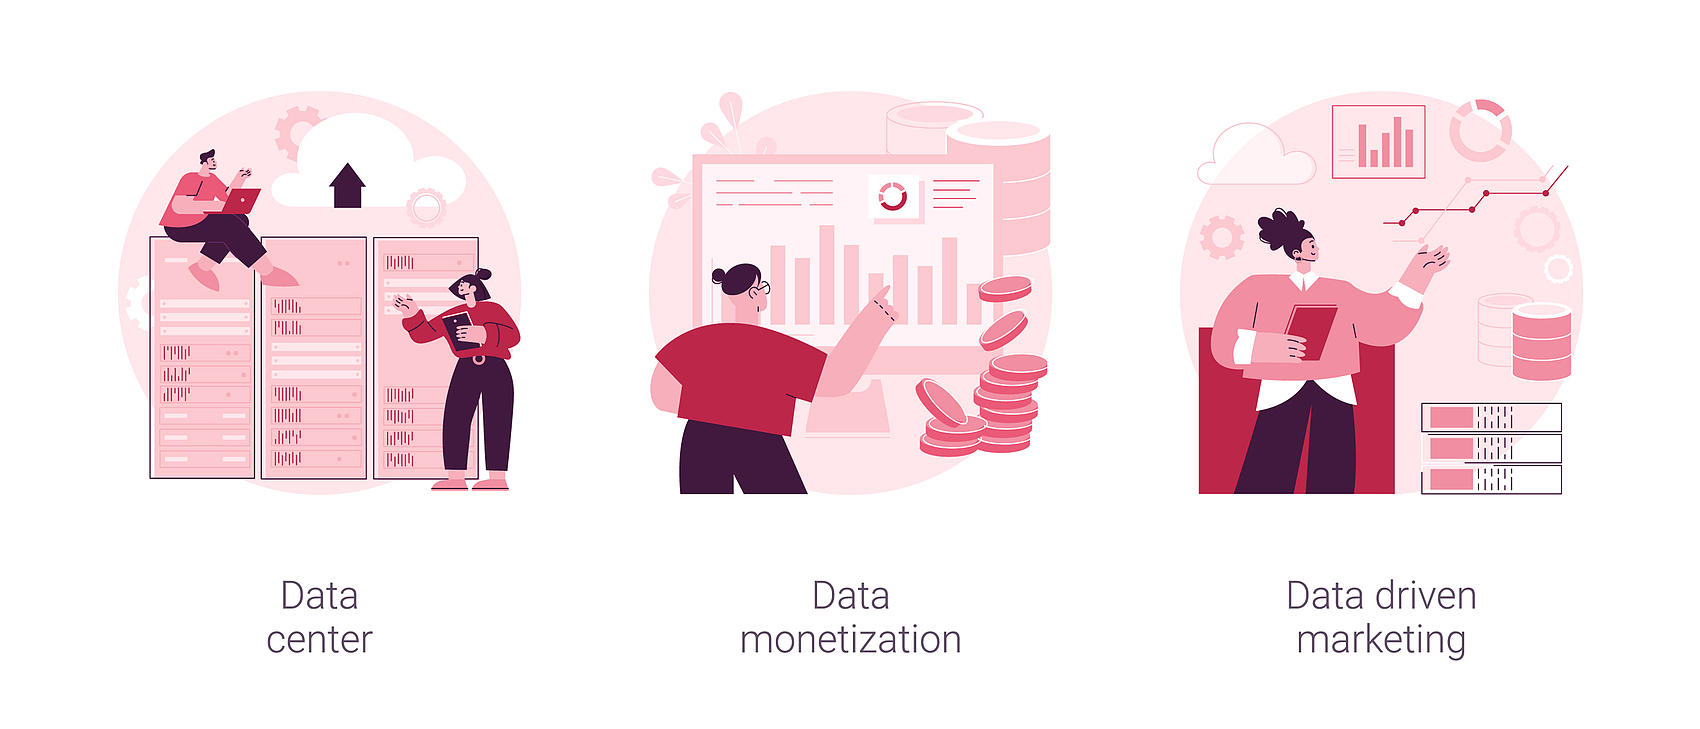 Data
center
Data
monetization
Data driven
marketing